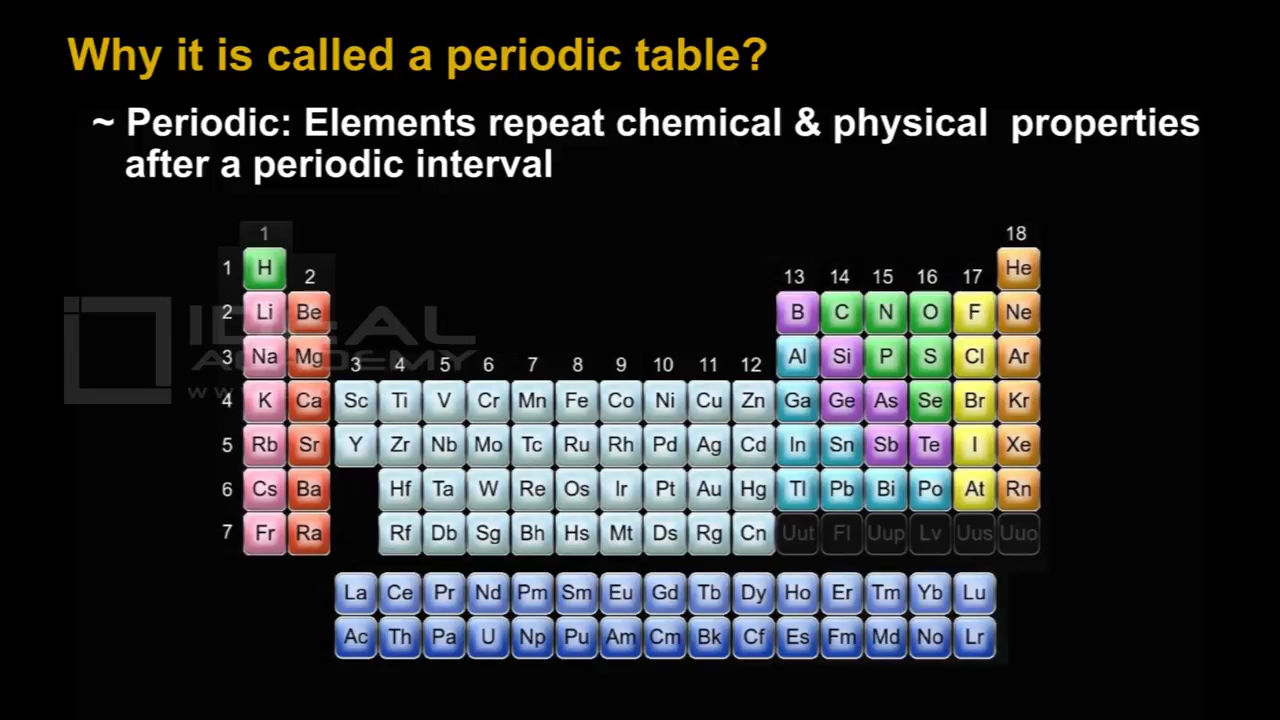 Why it is called a periodic table?
~ Periodic: Elements repeat chemical & physical properties
after a periodic interval
1 18
1 H 2 13 14 15 16 17 He
2 Li Be B C N O F Ne
IDEAL
3 Na Mg 3 4 5 6 7 8 9 10 11 12 Al Si P S Cl Ar
ACADEMY
4 K Ca Sc Ti V Cr Mn Fe Co Ni Cu Zn Ga Ge As Se Br Kr
5 Rb Sr Y Zr Nb Mo Tc Ru Rh Pd Ag Cd In Sn Sb Te I Xe
6 Cs Ba Hf Ta W Re Os Ir Pt Au Hg Tl Pb Bi Po At Rn
7 Fr Ra Rf Db Sg Bh Hs Mt Ds Rg Cn Uut Fl Uup Lv Uus Uuo
La Ce Pr Nd Pm Sm Eu Gd Tb Dy Ho Er Tm Yb Lu
Ac Th Pa U Np Pu Am Cm Bk Cf Es Fm Md No Lr